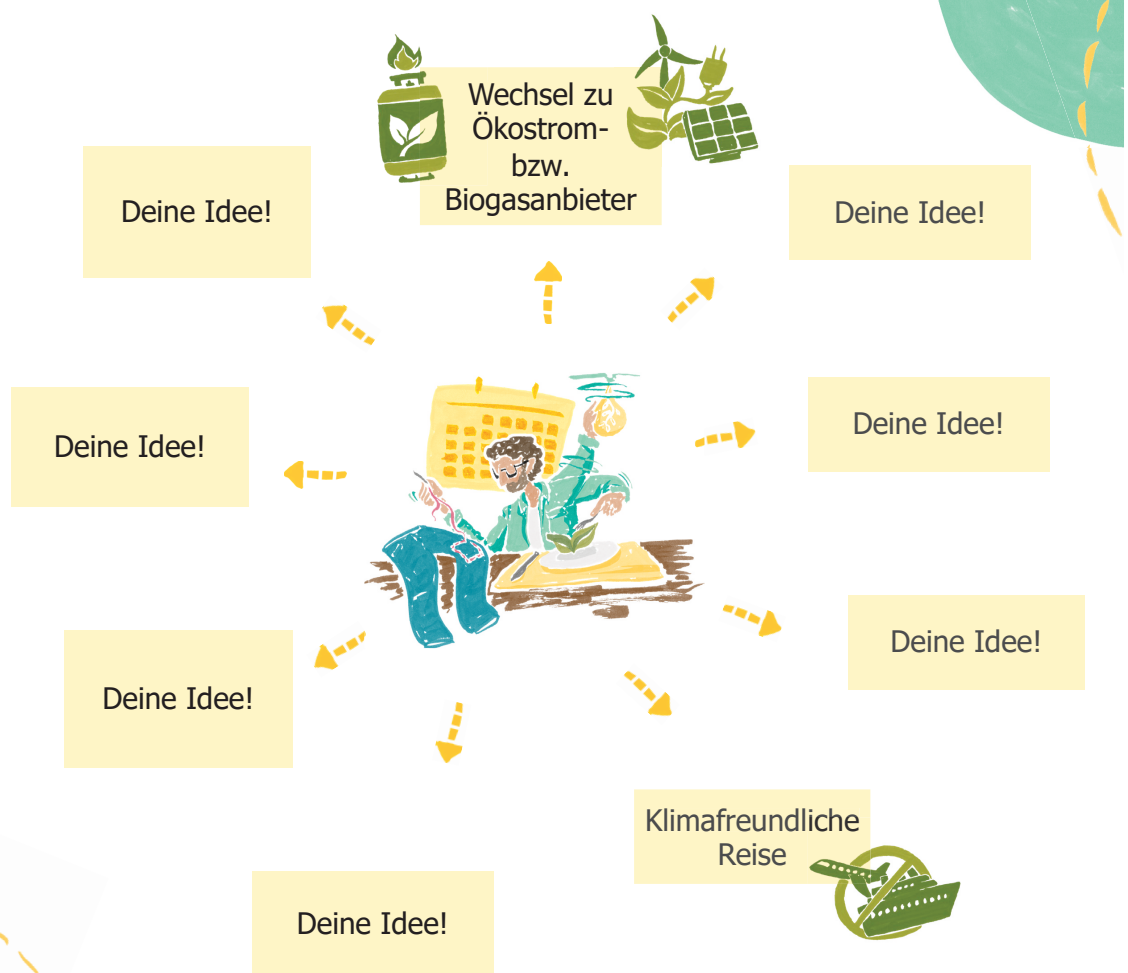 Wechsel zu
Ökostrom-
bzw.
Biogasanbieter
Deine Idee!
Deine Idee!
Deine Idee!
Deine Idee!
Deine Idee!
Deine Idee!
Klimafreundliche
Reise
Deine Idee!